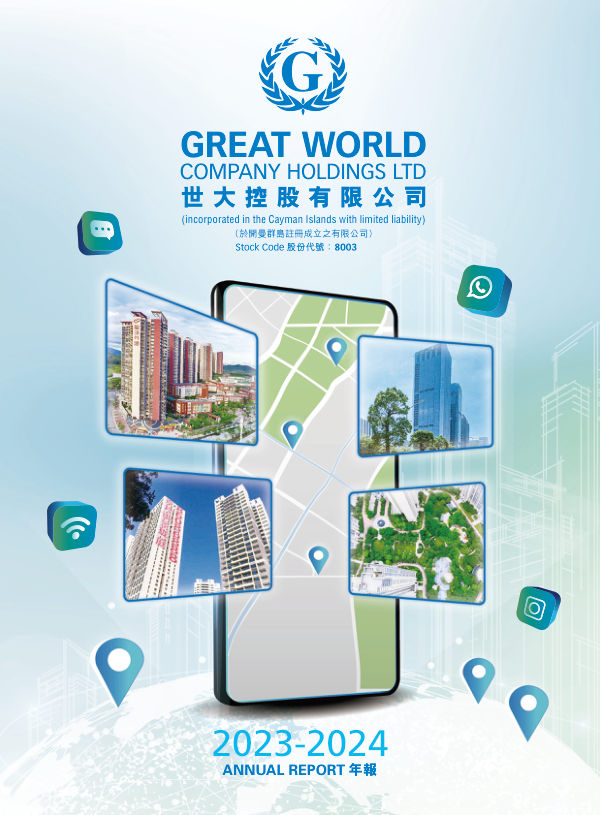 G
GREAT WORLD
COMPANY HOLDINGS LTD
世大控股有限公司
(incorporated in the Cayman Islands with limited liability)
(於開曼群島註冊成立之有限公司)
Stock Code 股份代號：8003
2023-2024
ANNUAL REPORT 年報